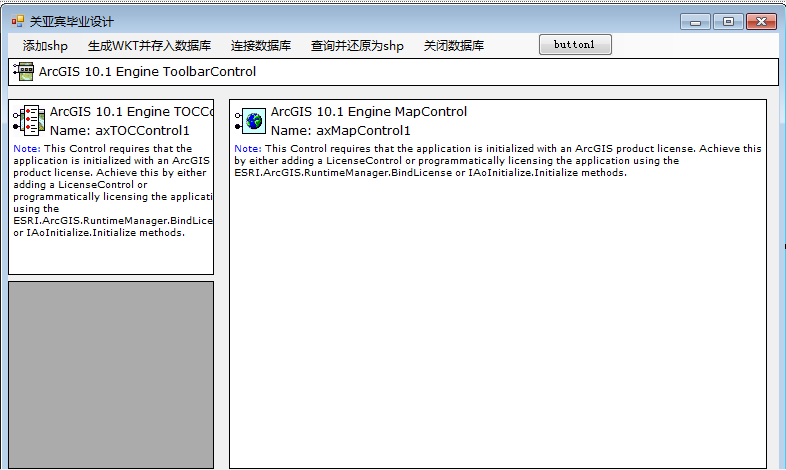 关亚宾毕业设计
添加shp 生成WKT并存入数据库 连接数据库 查询并还原为shp 关闭数据库 button1
ArcGIS 10.1 Engine ToolbarControl
ArcGIS 10.1 Engine TOCCo
Name: axTOCControl1
Note: This Control requires that the
application is initialized with an ArcGIS
product license. Achieve this by either
adding a LicenseControl or
programmatically licensing the applicati
using the
ESRI.ArcGIS.RuntimeManager.BindLice
or IAoInitialize.Initialize methods.
ArcGIS 10.1 Engine MapControl
Name: axMapControl1
Note: This Control requires that the application is initialized with an ArcGIS product license. Achieve this
by either adding a LicenseControl or programmatically licensing the application using the
ESRI.ArcGIS.RuntimeManager.BindLicense or IAoInitialize.Initialize methods.